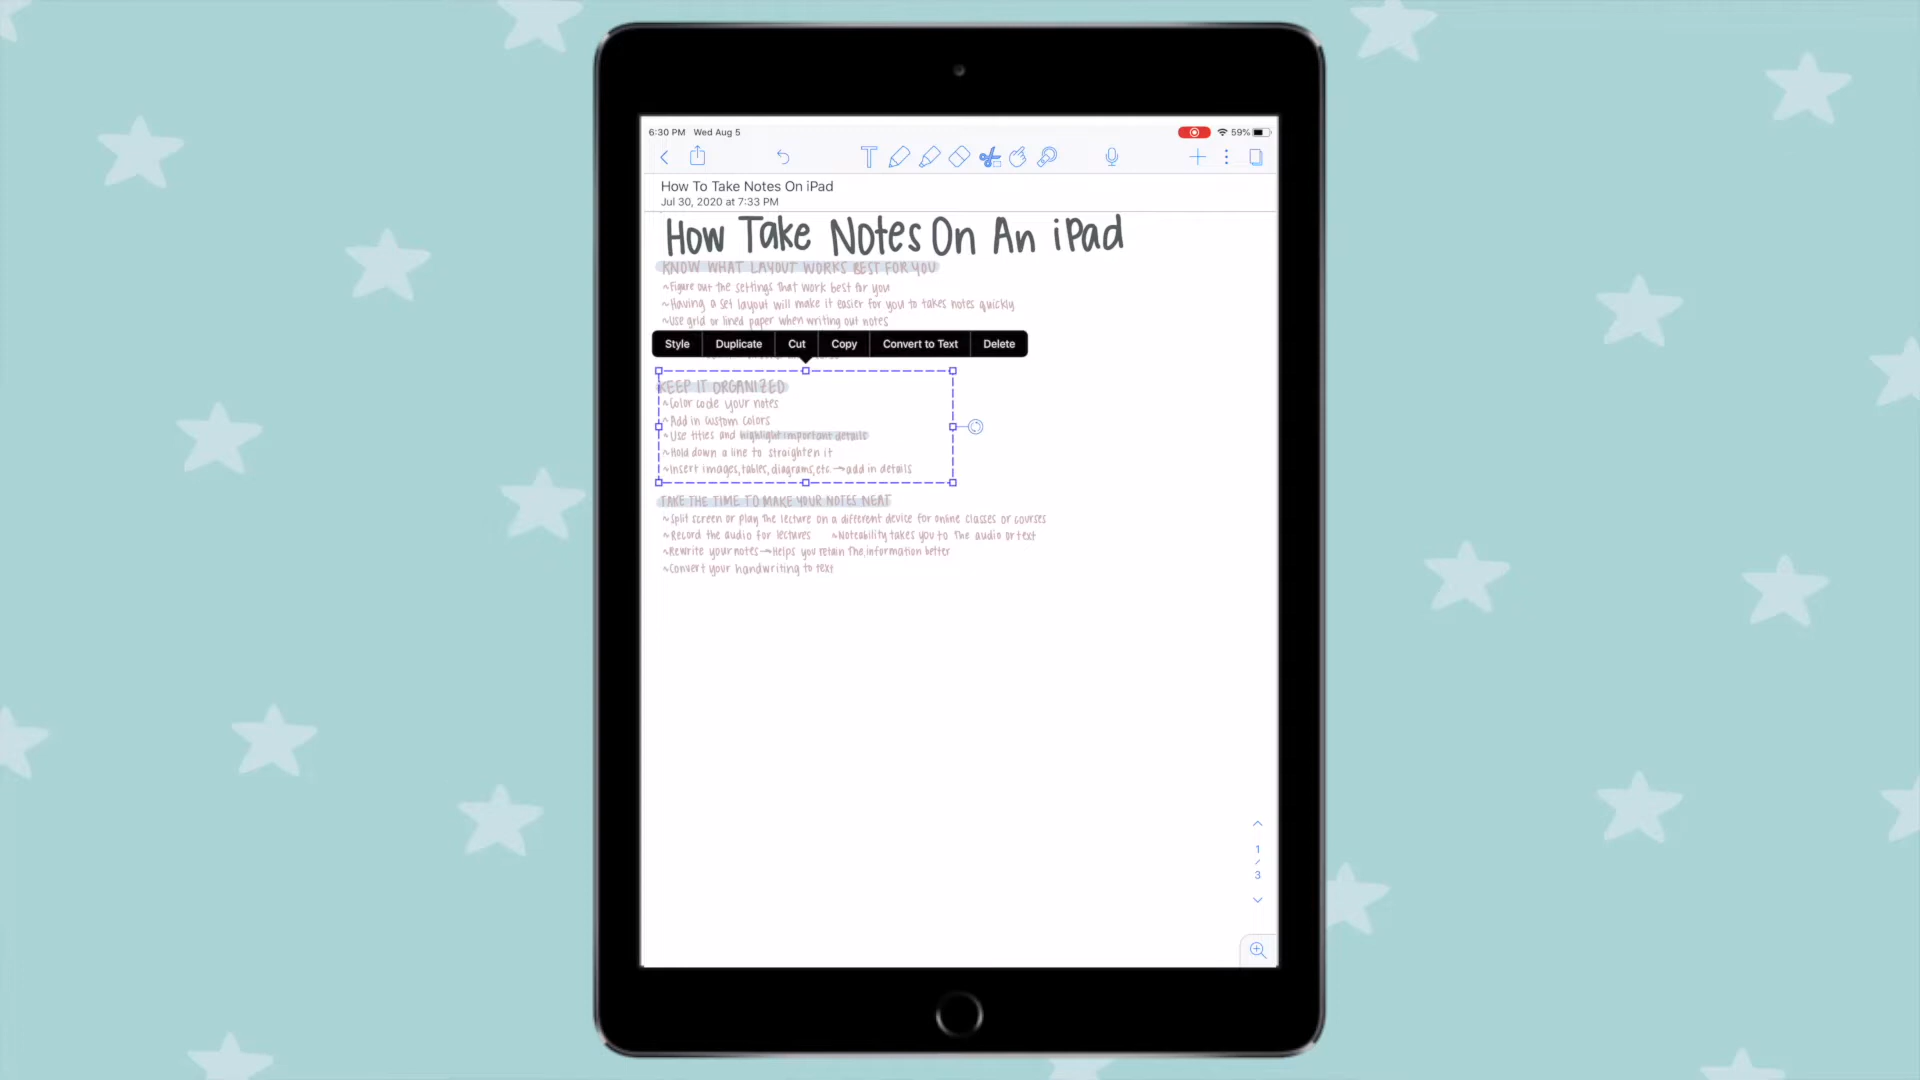 6:30 PM Wed Aug 5 59%
How To Take Notes On iPad
Jul 30, 2020 at 7:33 PM
How Take Notes On An iPad
KNOW WHAT LAYOUT WORKS BEST FOR YOU
~Figure out the settings that work best for you
~Having a set layout will make it easier for you to takes notes quickly
~Use grid or lined paper when writing out notes
Style Duplicate Cut Copy Convert to Text Delete
KEEP IT ORGANIZED
~Color code your notes
~Add in custom colors
~Use titles and highlight important details
~Hold down a line to straighten it
~Insert images, tables, diagrams, etc. → add in details
TAKE THE TIME TO MAKE YOUR NOTES NEAT
~Split screen or play the lecture on a different device for online classes or courses
~Record the audio for lectures ~Notability takes you to the audio or text
~Rewrite your notes → Helps you retain the information better
~Convert your handwriting to text
1
/
3